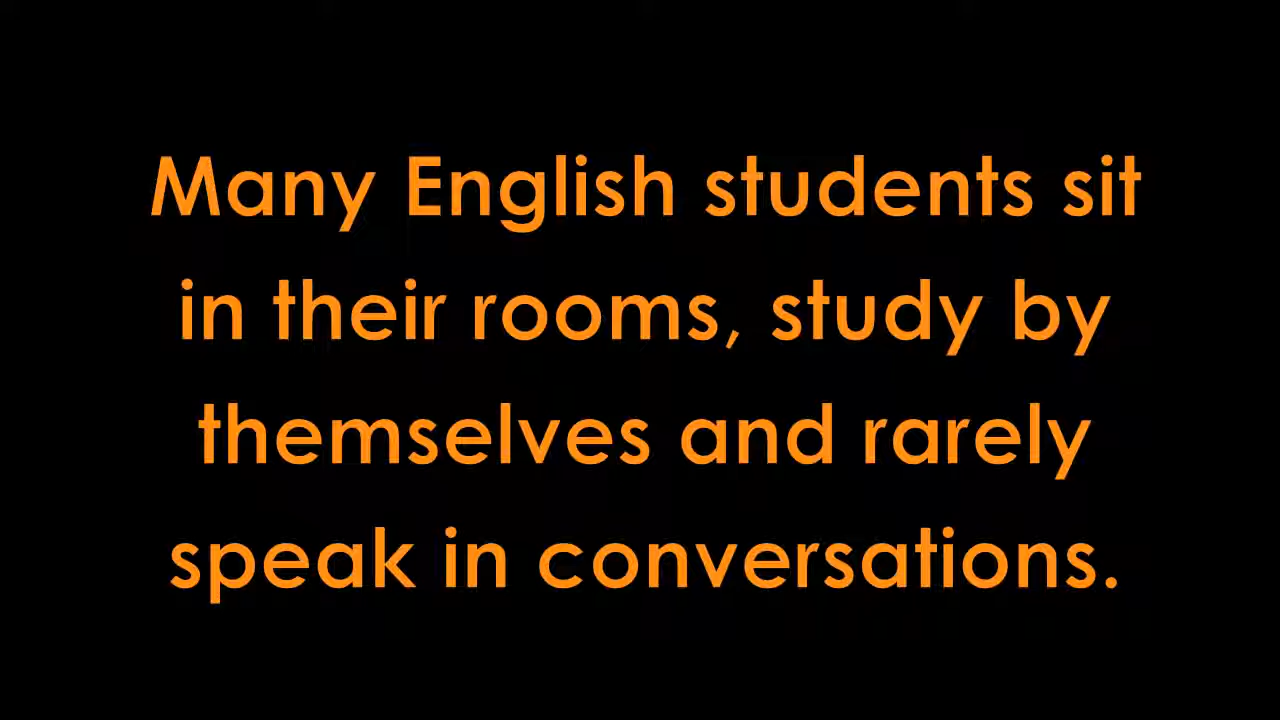 Many English students sit
in their rooms, study by
themselves and rarely
speak in conversations.